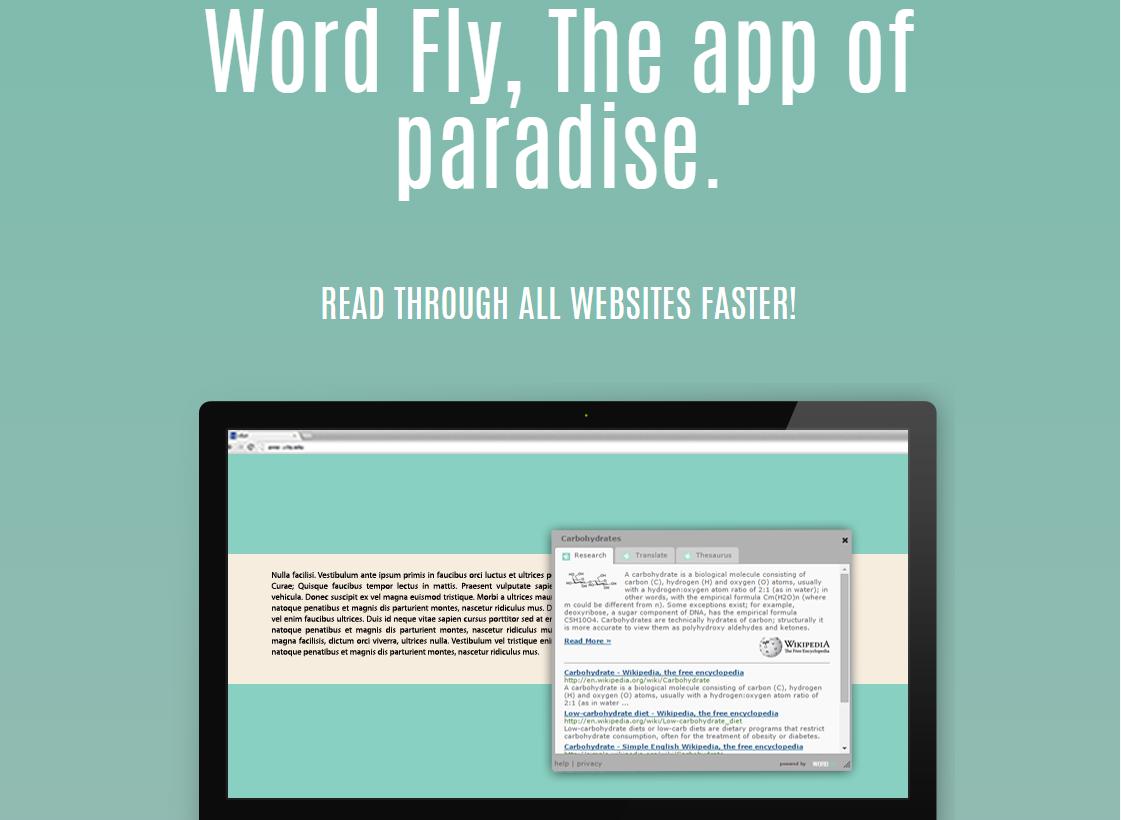 Word Fly, The app of
paradise.
READ THROUGH ALL WEBSITES FASTER!
Nulla facilisi. Vestibulum ante ipsum primis in faucibus orci luctus et ultrices p
Curae; Quisque faucibus tempor lectus in mattis. Praesent vulputate sapie
vehicula. Donec suscipit ex vel magna euismod tristique. Morbi a ultrices mau
natoque penatibus et magnis dis parturient montes, nascetur ridiculus mus. D
vel enim faucibus ultrices. Duis id neque vitae sapien cursus porttitor sed at er
natoque penatibus et magnis dis parturient montes, nascetur ridiculus mu
magna facilisis, dictum orci viverra, ultrices nulla. Vestibulum vel tristique eni
natoque penatibus et magnis dis parturient montes, nascetur ridiculus mus.
Carbohydrates
Research Translate Thesaurus
A carbohydrate is a biological molecule consisting of
carbon (C), hydrogen (H) and oxygen (O) atoms, usually
with a hydrogen:oxygen atom ratio of 2:1 (as in water); in
other words, with the empirical formula Cm(H2O)n (where
m could be different from n). Some exceptions exist; for example,
deoxyribose, a sugar component of DNA, has the empirical formula
C5H10O4. Carbohydrates are technically hydrates of carbon; structurally it
is more accurate to view them as polyhydroxy aldehydes and ketones.
Read More »
WIKIPEDIA
The Free Encyclopedia
Carbohydrate - Wikipedia, the free encyclopedia
http://en.wikipedia.org/wiki/Carbohydrate
A carbohydrate is a biological molecule consisting of carbon (C), hydrogen
(H) and oxygen (O) atoms, usually with a hydrogen:oxygen atom ratio of
2:1 (as in water ...
Low-carbohydrate diet - Wikipedia, the free encyclopedia
http://en.wikipedia.org/wiki/Low-carbohydrate_diet
Low-carbohydrate diets or low-carb diets are dietary programs that restrict
carbohydrate consumption, often for the treatment of obesity or diabetes.
Carbohydrate - Simple English Wikipedia, the free encyclopedia
help | privacy
powered by WORD